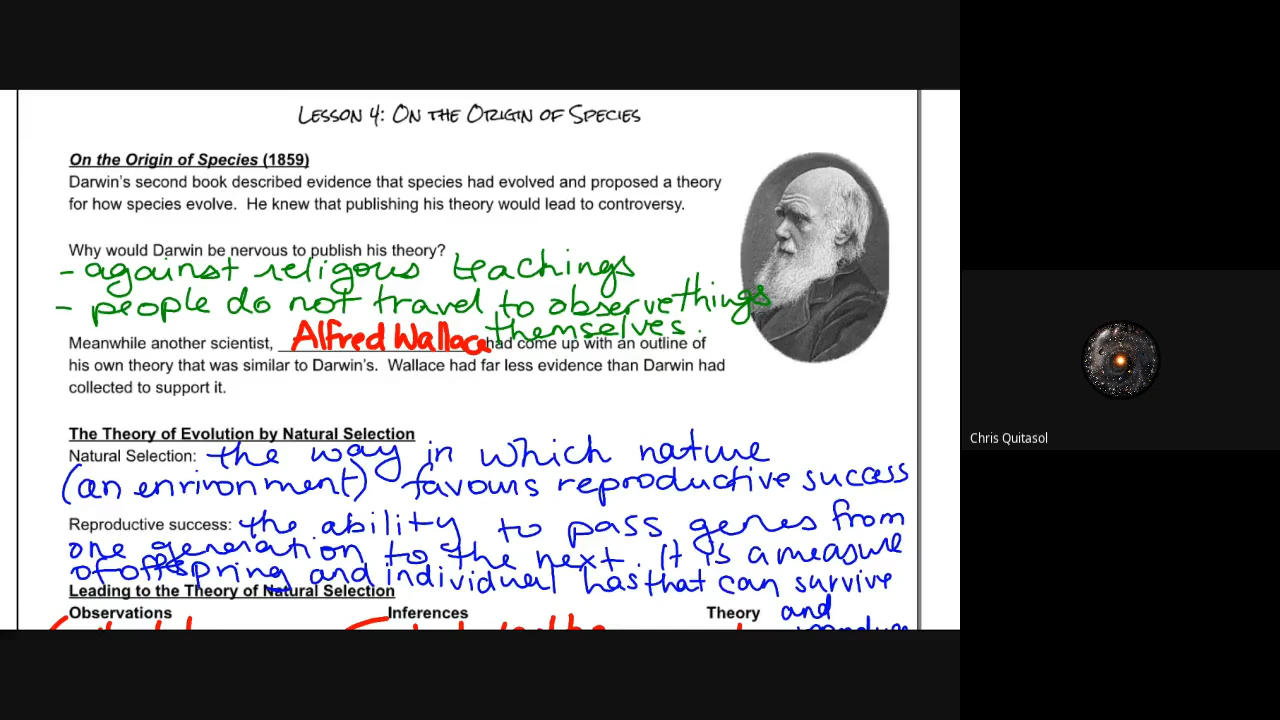 LESSON 4: ON THE ORIGIN OF SPECIES
On the Origin of Species (1859)
Darwin's second book described evidence that species had evolved and proposed a theory
for how species evolve. He knew that publishing his theory would lead to controversy.
Why would Darwin be nervous to publish his theory?
- against religous teachings
- people do not travel to observe things
themselves.
Meanwhile another scientist, Alfred Wallace had come up with an outline of
his own theory that was similar to Darwin's. Wallace had far less evidence than Darwin had
collected to support it.
The Theory of Evolution by Natural Selection
Natural Selection: the way in which nature
(an enrironment) favours reproductive success
Reproductive success: the ability to pass genes from
one generation to the next. It is a measure
of offspring and individual has that can survive
and
Leading to the Theory of Natural Selection
Observations Inferences Theory
Chris Quitasol